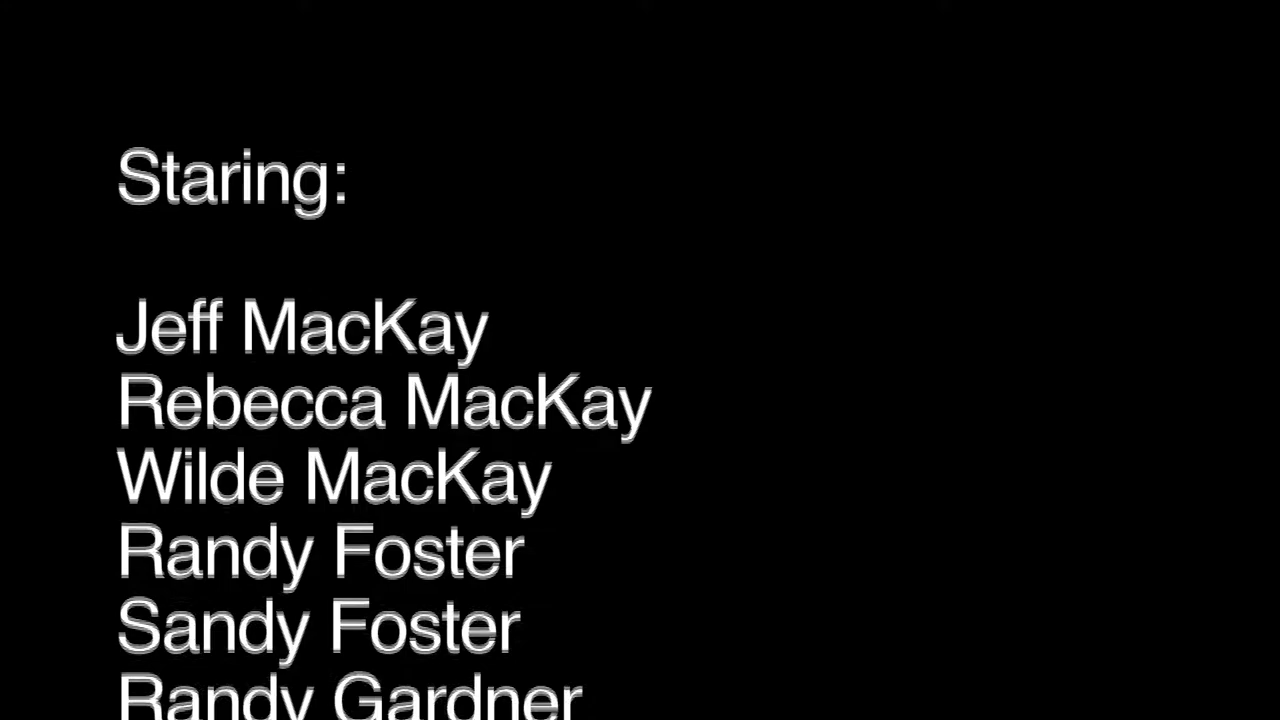 Staring:
Jeff MacKay
Rebecca MacKay
Wilde MacKay
Randy Foster
Sandy Foster
Randy Gardner